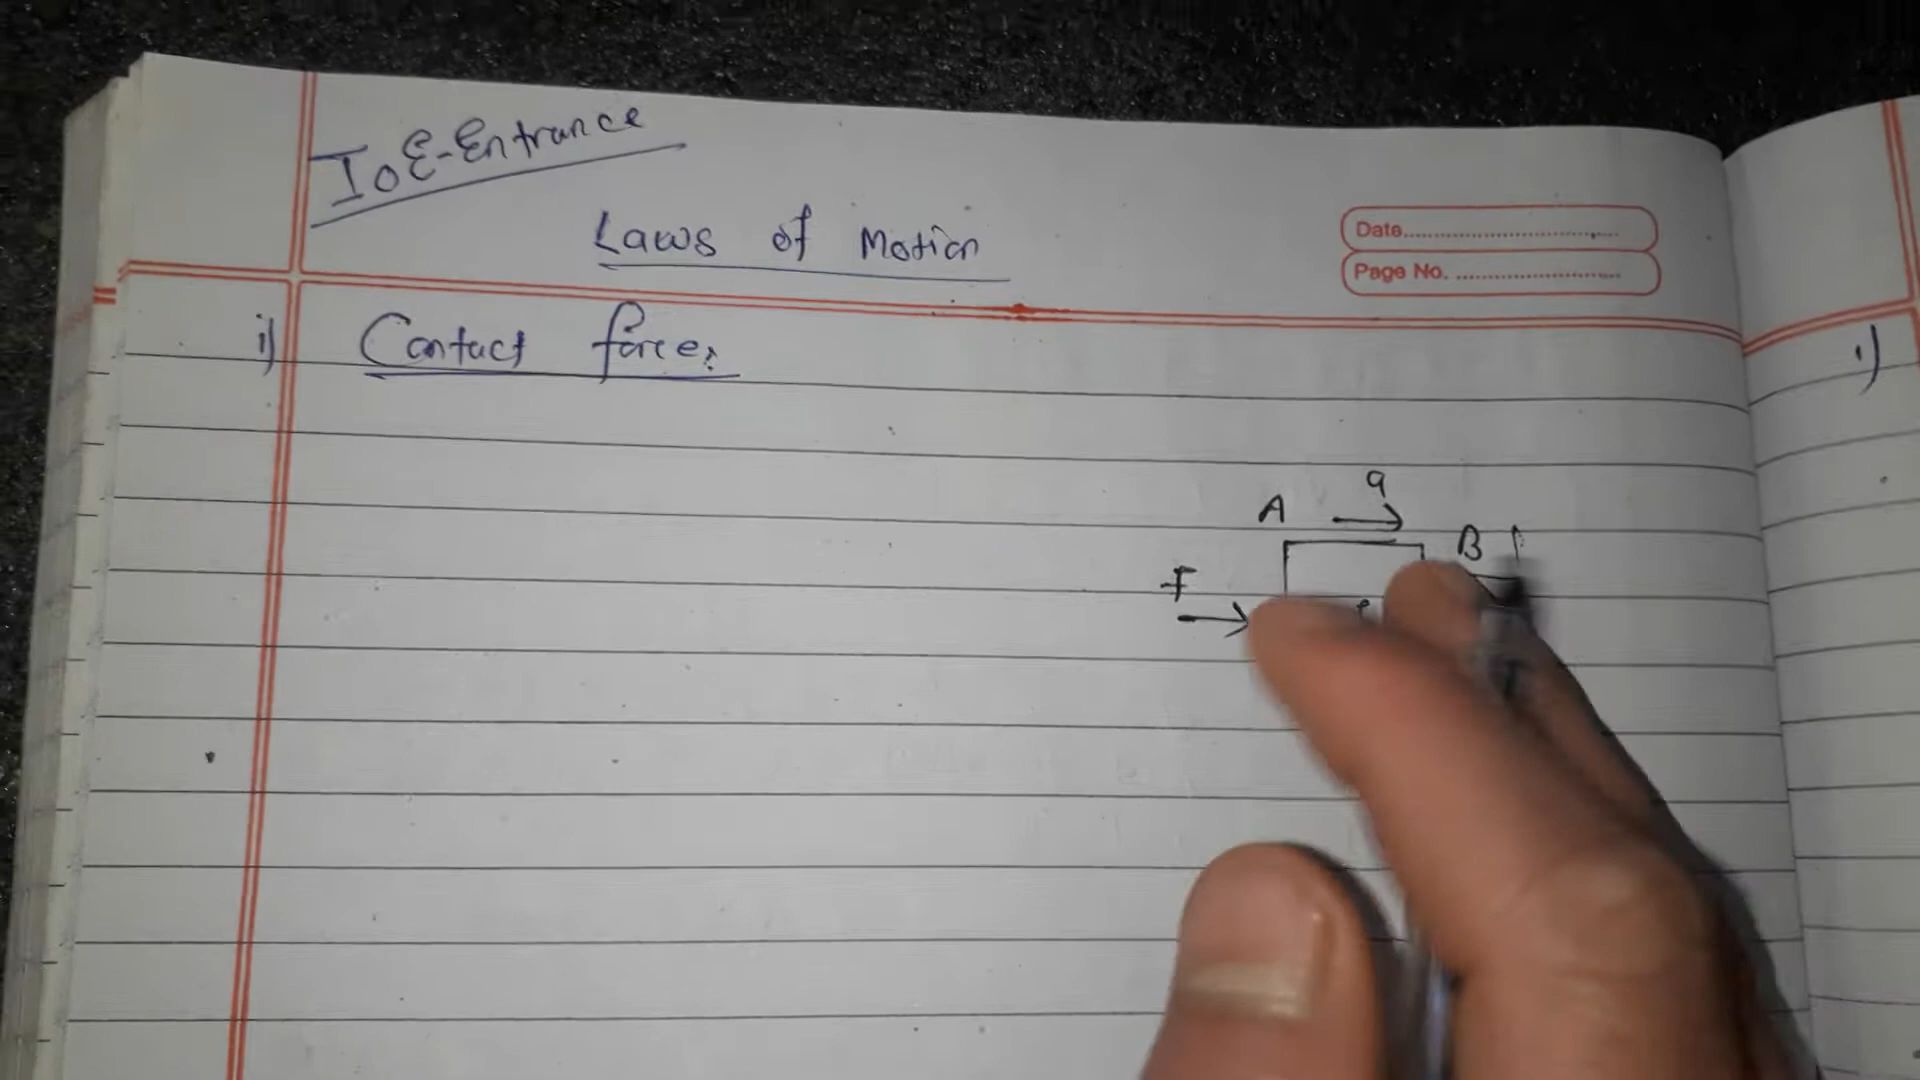 IoE-Entrance
Laws of Motion
Date
Page No.
i) Contact force:
i)
a
A
B
F